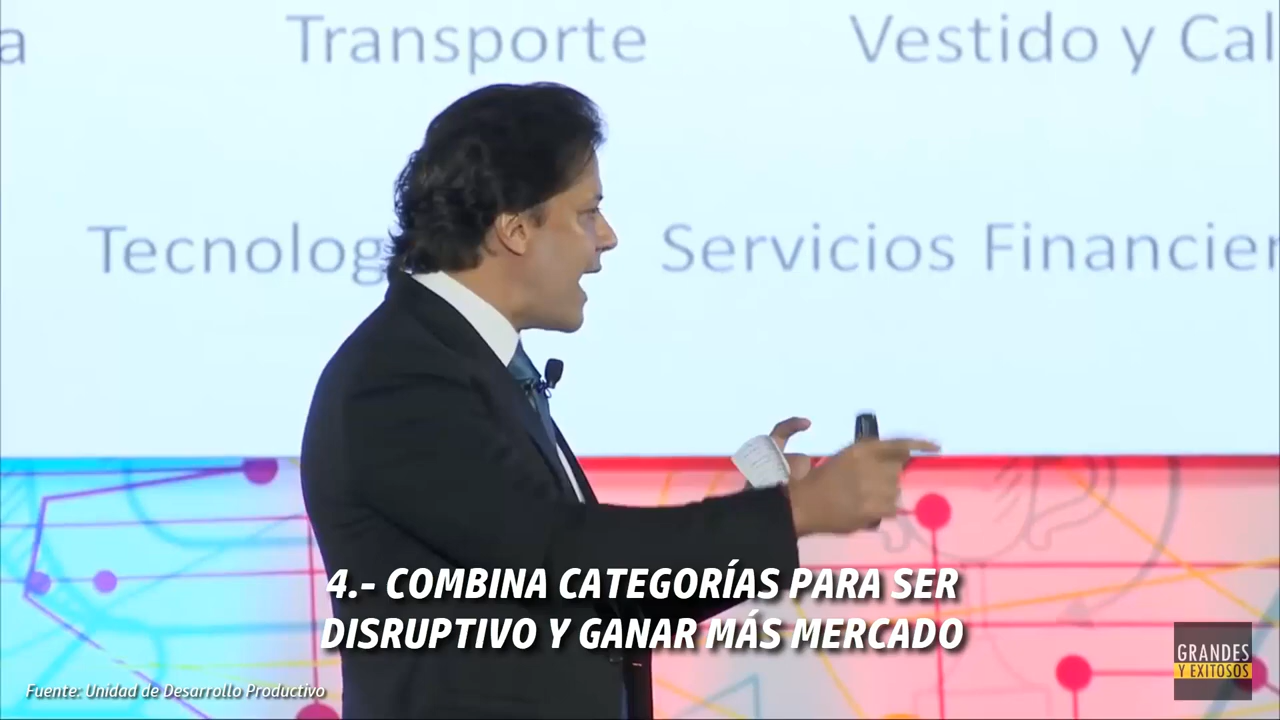 a Transporte Vestido y Cal
Tecnolog Servicios Financier
4.- COMBINA CATEGORÍAS PARA SER
DISRUPTIVO Y GANAR MÁS MERCADO
GRANDES
Y EXITOSOS
Fuente: Unidad de Desarrollo Productivo